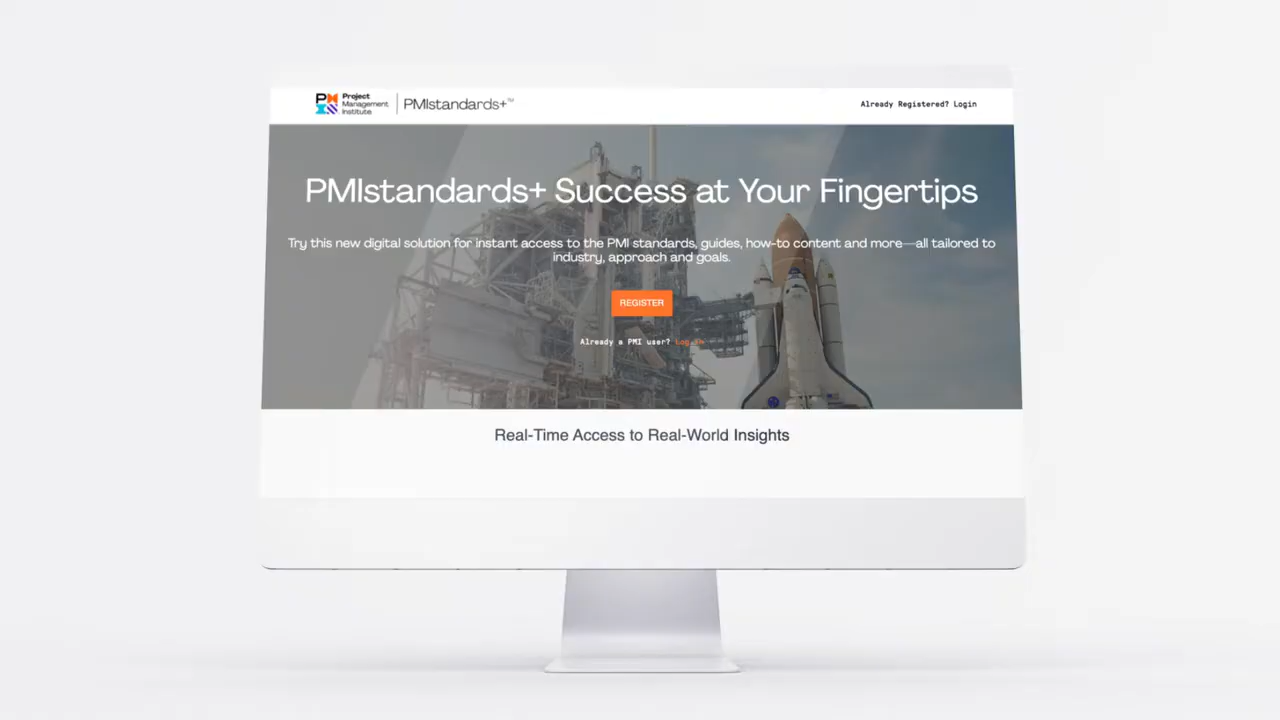 Project
Management
Institute
PMIstandards+™
Already Registered? Login
PMIstandards+ Success at Your Fingertips
Try this new digital solution for instant access to the PMI standards, guides, how-to content and more—all tailored to
industry, approach and goals.
REGISTER
Already a PMI user? Log In
Real-Time Access to Real-World Insights